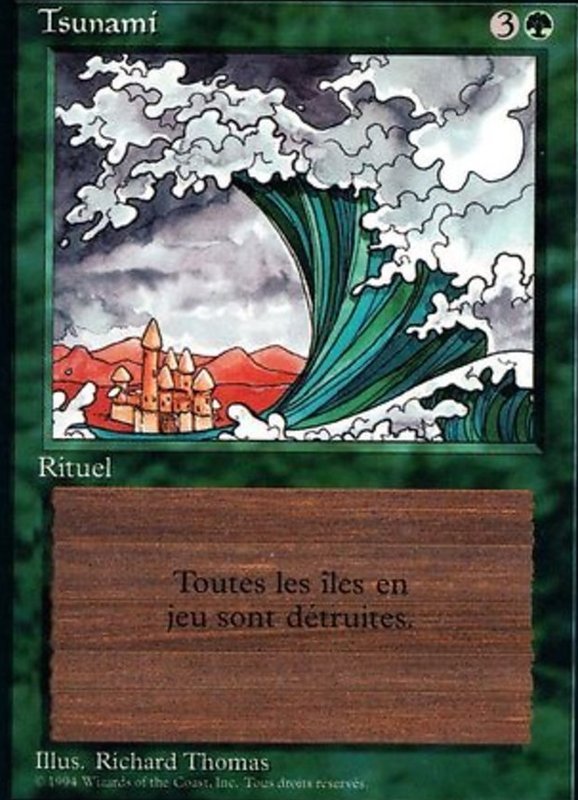 Tsunami 3
Rituel
Toutes les îles en
jeu sont détruites.
Illus. Richard Thomas
© 1994 Wizards of the Coast, Inc. Tous droits réservés.